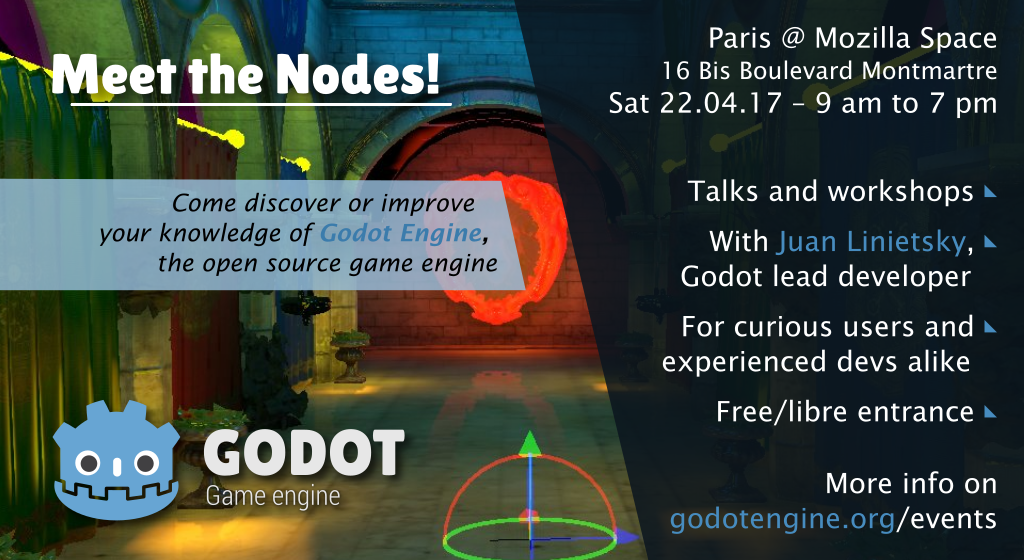 Meet the Nodes!
Come discover or improve
your knowledge of Godot Engine,
the open source game engine
GODOT
Game engine
Paris @ Mozilla Space
16 Bis Boulevard Montmartre
Sat 22.04.17 – 9 am to 7 pm
Talks and workshops
With Juan Linietsky,
Godot lead developer
For curious users and
experienced devs alike
Free/libre entrance
More info on
godotengine.org/events